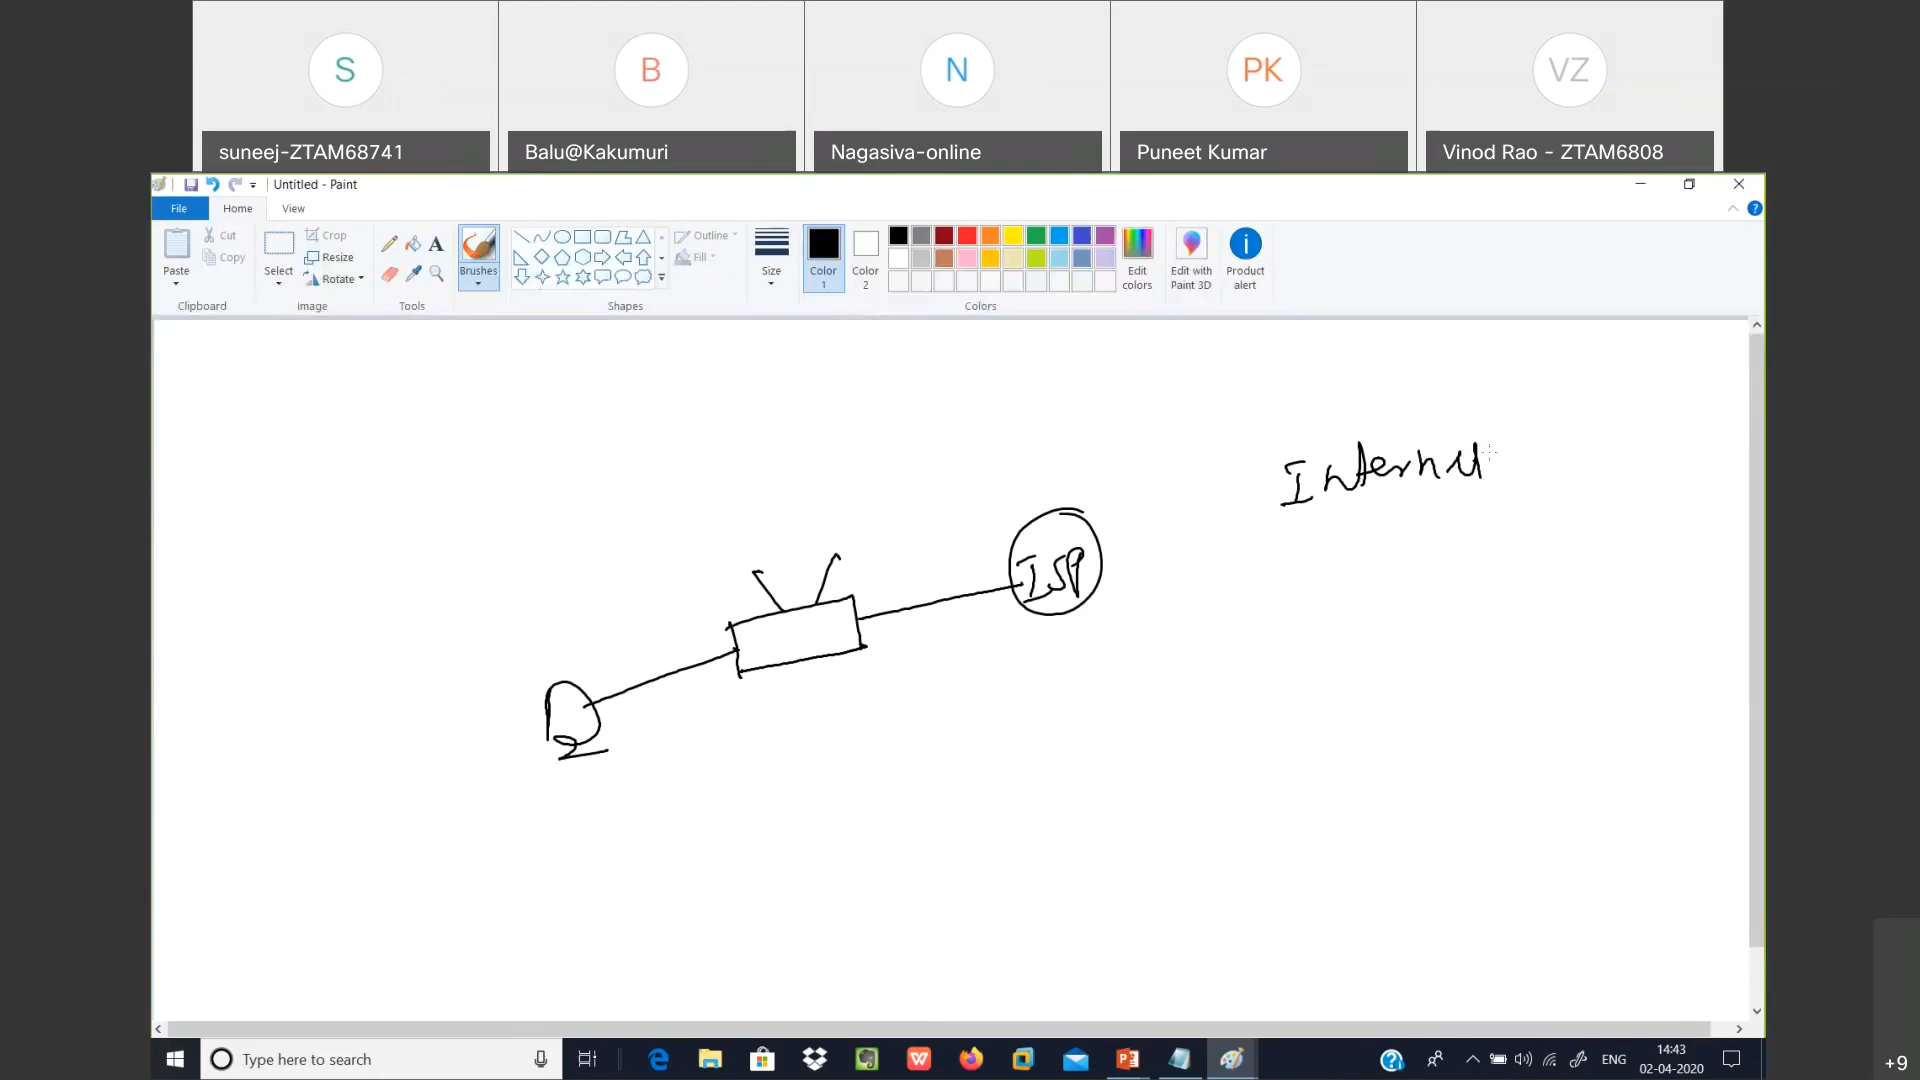 S
B
N
PK
VZ
suneej-ZTAM68741
Balu@Kakumuri
Nagasiva-online
Puneet Kumar
Vinod Rao - ZTAM6808
Untitled - Paint
File
Home
View
Paste
Cut
Copy
Clipboard
Select
Crop
Resize
Rotate
Image
A
Tools
Brushes
Shapes
Outline
Fill
Size
Color 1
Color 2
Edit colors
Colors
Edit with Paint 3D
Product alert
Internet
ISP
Type here to search
ENG
14:43
02-04-2020
+9